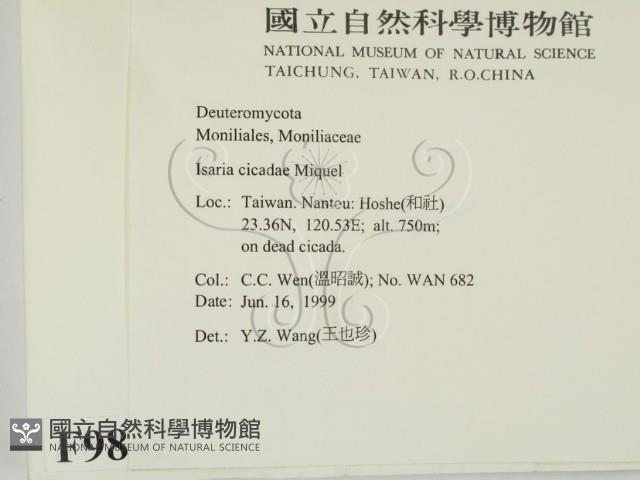 國立自然科學博物館
NATIONAL MUSEUM OF NATURAL SCIENCE
TAICHUNG, TAIWAN, R.O.CHINA
Deuteromycota
Moniliales, Moniliaceae
Isaria cicadae Miquel
Loc.: Taiwan. Nantou: Hoshe(和社)
23.36N, 120.53E; alt. 750m;
on dead cicada.
Col.: C.C. Wen(溫昭誠); No. WAN 682
Date: Jun. 16, 1999
Det.: Y.Z. Wang(王也珍)
國立自然科學博物館
NATIONAL MUSEUM OF NATURAL SCIENCE